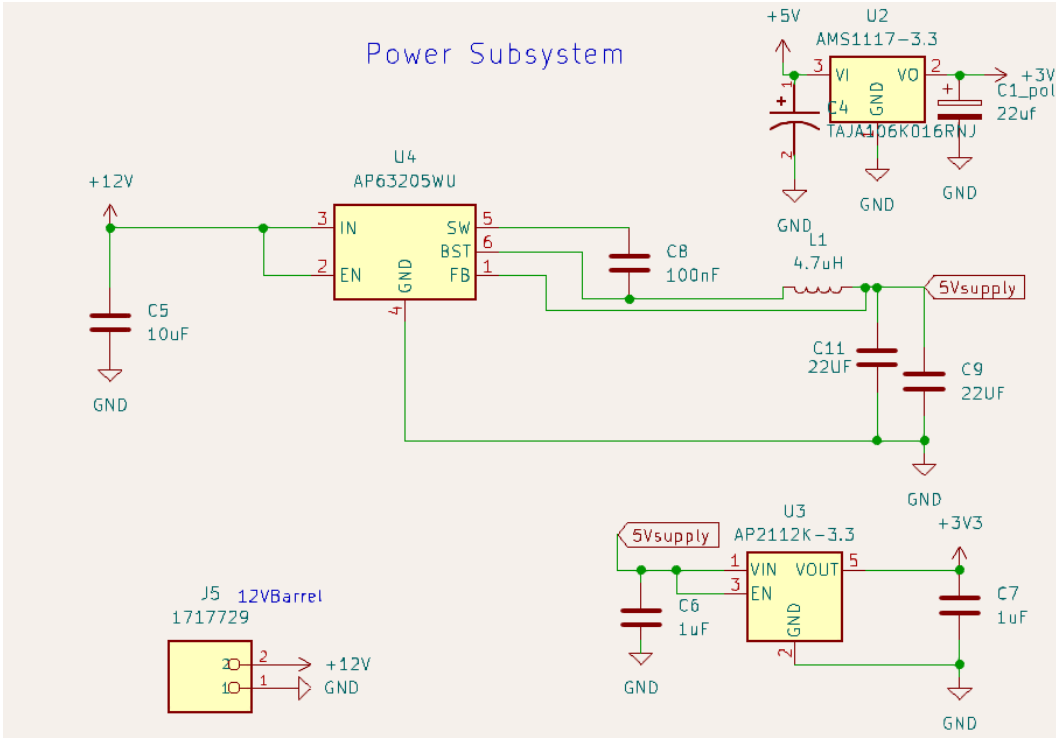 Power Subsystem
+5V
U2
AMS1117-3.3
3 VI VO 2
GND
1
+3V
1
+
C4
TAJA106K016RNJ
2
GND
GND
+
C1_pol
22uf
GND
U4
AP63205WU
+12V
3 IN SW 5
BST 6
2 EN FB 1
GND
4
C5
10uF
GND
C8
100nF
L1
4.7uH
5Vsupply
C11
22UF
C9
22UF
GND
U3
AP2112K-3.3
5Vsupply
1 VIN VOUT 5
3 EN
GND
2
C6
1uF
GND
+3V3
C7
1uF
GND
J5 12VBarrel
1717729
2 2 +12V
1 1 GND